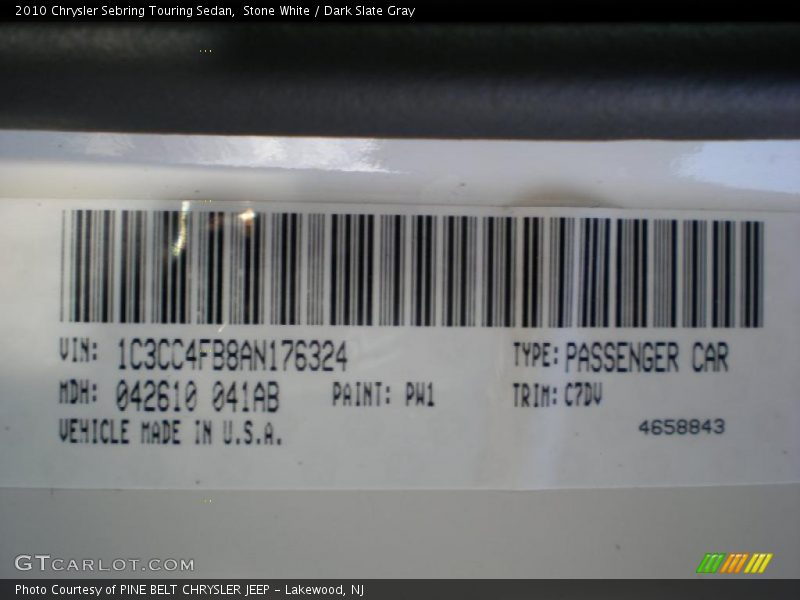 2010 Chrysler Sebring Touring Sedan,  Stone White / Dark Slate Gray
VIN: 1C3CC4FB8AN176324 TYPE: PASSENGER CAR
MDH: 042610 041AB PAINT: PW1 TRIM: C7DV
VEHICLE MADE IN U.S.A. 4658843
GTCARLOT.COM
Photo Courtesy of PINE BELT CHRYSLER JEEP - Lakewood, NJ